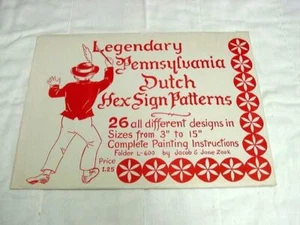 Legendary
Pennsylvania
Dutch
Hex Sign Patterns
26 all different designs in
Sizes from 3" to 15"
Complete Painting Instructions
Folder L-600 by Jacob & Jane Zook
Price
1.25